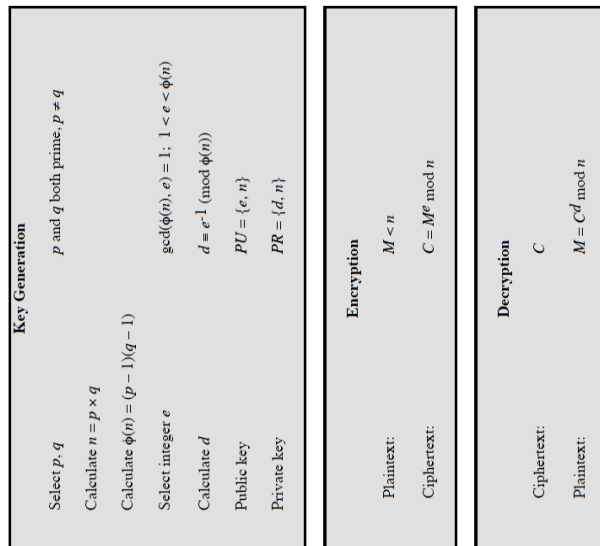 Key Generation
Select p, q p and q both prime, p ≠ q
Calculate n = p × q
Calculate ϕ(n) = (p − 1)(q − 1)
Select integer e gcd(ϕ(n), e) = 1; 1 < e < ϕ(n)
Calculate d d ≡ e⁻¹ (mod ϕ(n))
Public key PU = {e, n}
Private key PR = {d, n}
Encryption
Plaintext: M < n
Ciphertext: C = Mᵉ mod n
Decryption
Ciphertext: C
Plaintext: M = Cᵈ mod n